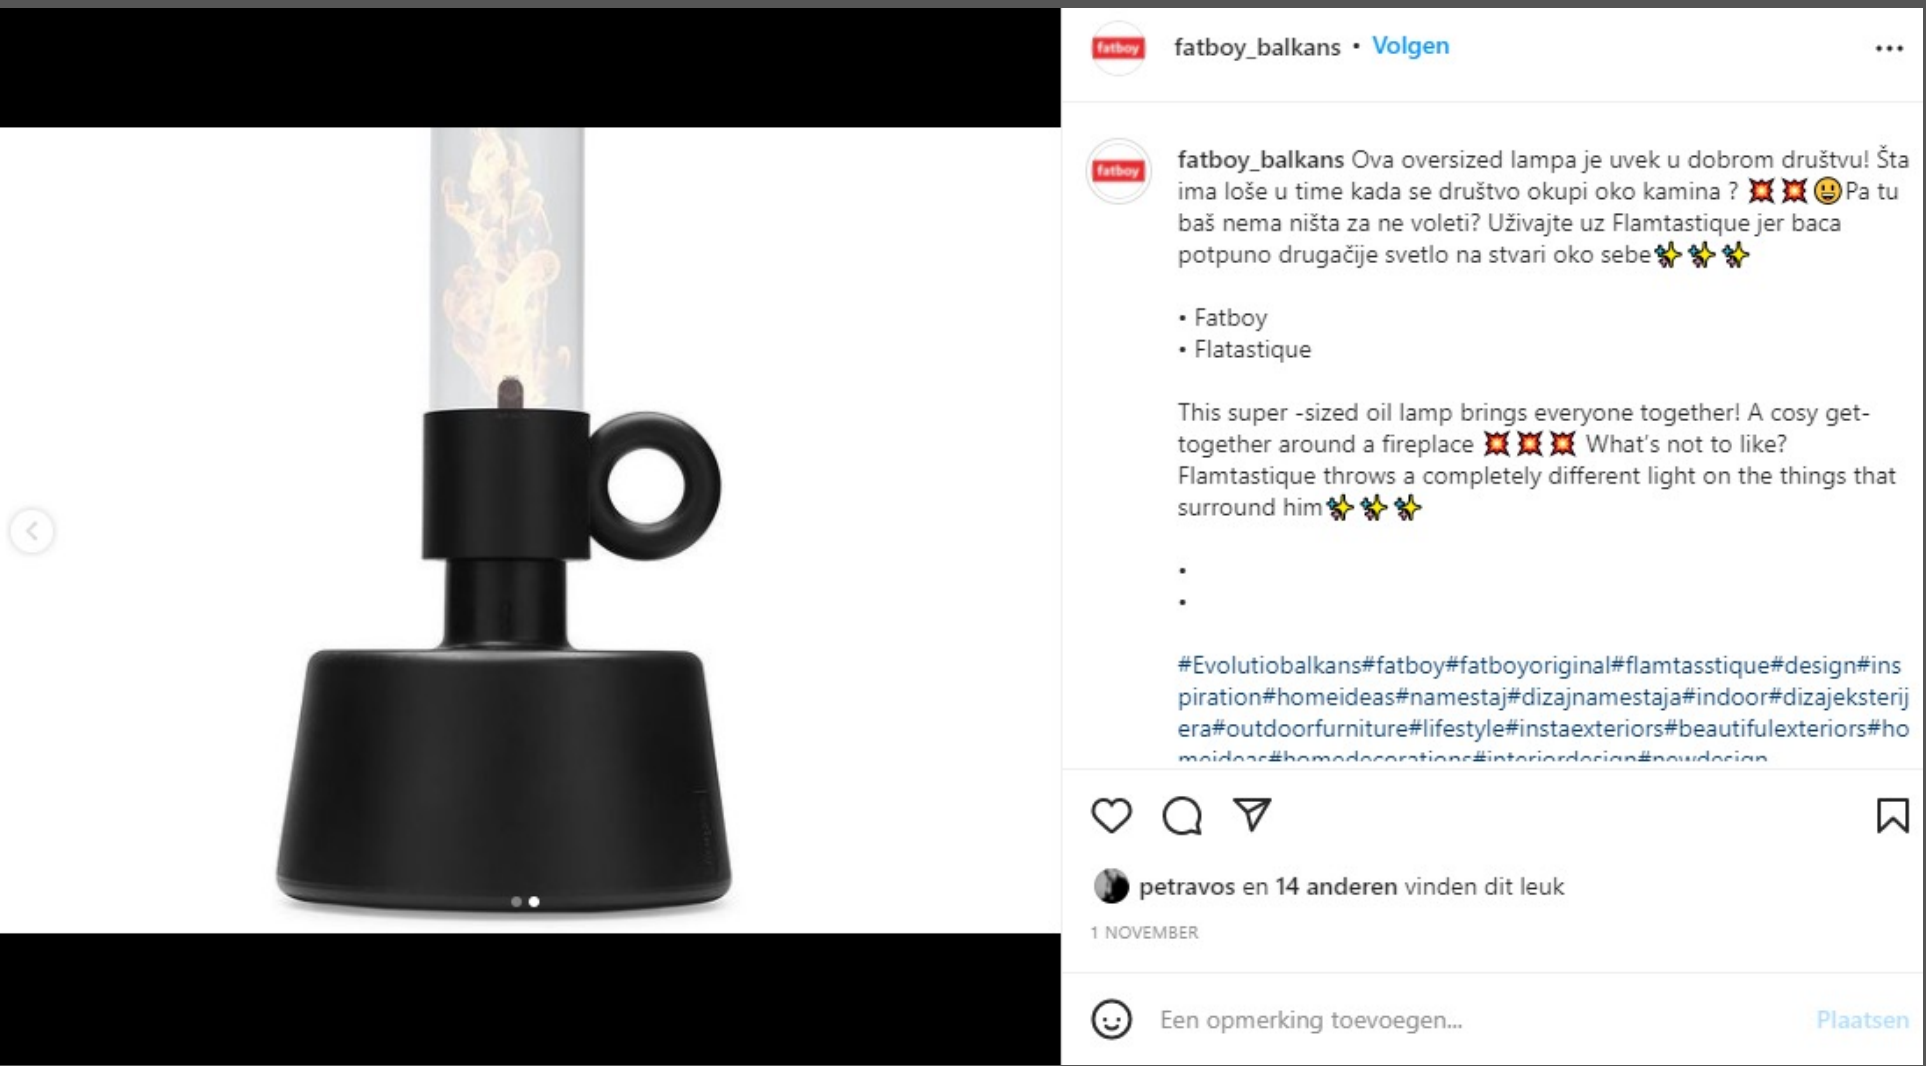 fatboy
fatboy_balkans • Volgen
fatboy
fatboy_balkans Ova oversized lampa je uvek u dobrom društvu! Šta
ima loše u time kada se društvo okupi oko kamina ? 💥💥😃Pa tu
baš nema ništa za ne voleti? Uživajte uz Flamtastique jer baca
potpuno drugačije svetlo na stvari oko sebe✨✨✨
• Fatboy
• Flatastique
This super -sized oil lamp brings everyone together! A cosy get-
together around a fireplace 💥💥💥 What's not to like?
Flamtastique throws a completely different light on the things that
surround him✨✨✨
•
•
#Evolutiobalkans#fatboy#fatboyoriginal#flamtasstique#design#ins
piration#homeideas#namestaj#dizajnamestaja#indoor#dizajeksterij
era#outdoorfurniture#lifestyle#instaexteriors#beautifulexteriors#ho
meideas#homedecorations#interiordesign#newdesign
petravos en 14 anderen vinden dit leuk
1 NOVEMBER
Een opmerking toevoegen...
Plaatsen